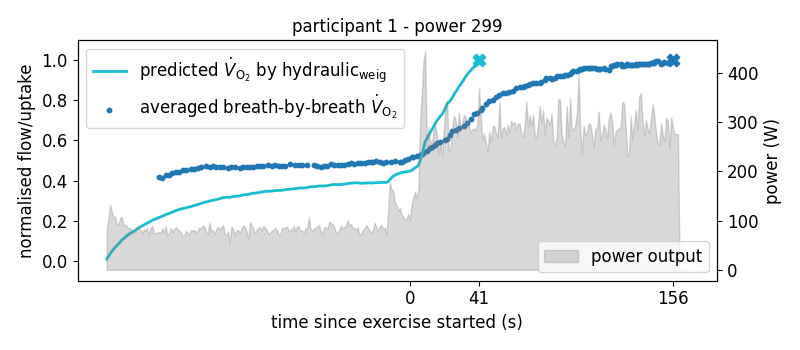 participant 1 - power 299
predicted V̇O₂ by hydraulicweig
averaged breath-by-breath V̇O₂
power output
normalised flow/uptake
1.0
0.8
0.6
0.4
0.2
0.0
power (W)
400
300
200
100
0
0 41 156
time since exercise started (s)